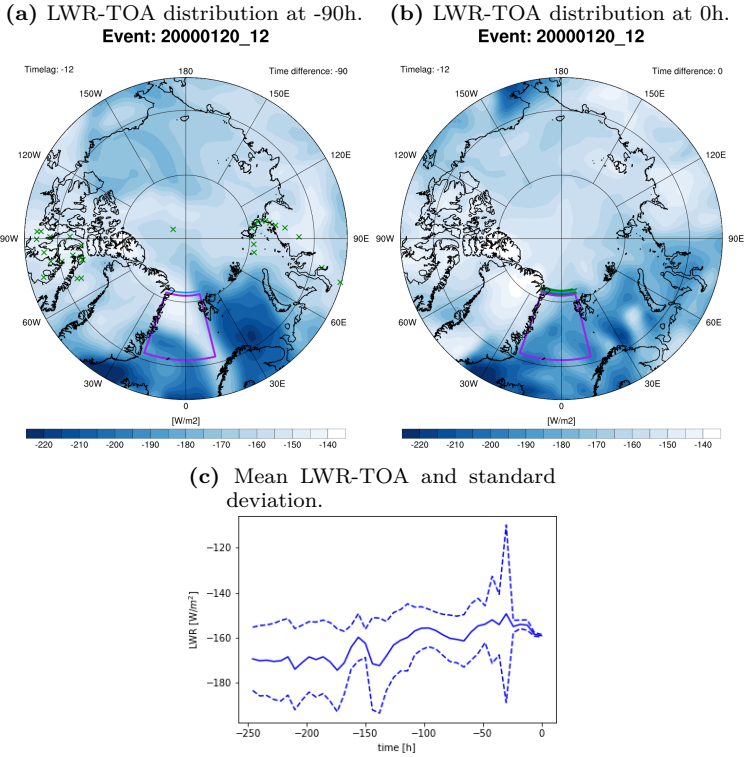 (a) LWR-TOA distribution at -90h.
Event: 20000120_12
Timelag: -12
Time difference: -90
180
150W
150E
120W
120E
90W
60W
60E
30W
30E
0
[W/m2]
-220 -210 -200 -190 -180 -170 -160 -150 -140
(b) LWR-TOA distribution at 0h.
Event: 20000120_12
Timelag: -12
Time difference: 0
180
150W
150E
120W
120E
90W
90E
60W
60E
30W
30E
0
[W/m2]
-220 -210 -200 -190 -180 -170 -160 -150 -140
(c) Mean LWR-TOA and standard
deviation.
LWR [W/m²]
−120
−140
−160
−180
−250 −200 −150 −100 −50 0
time [h]